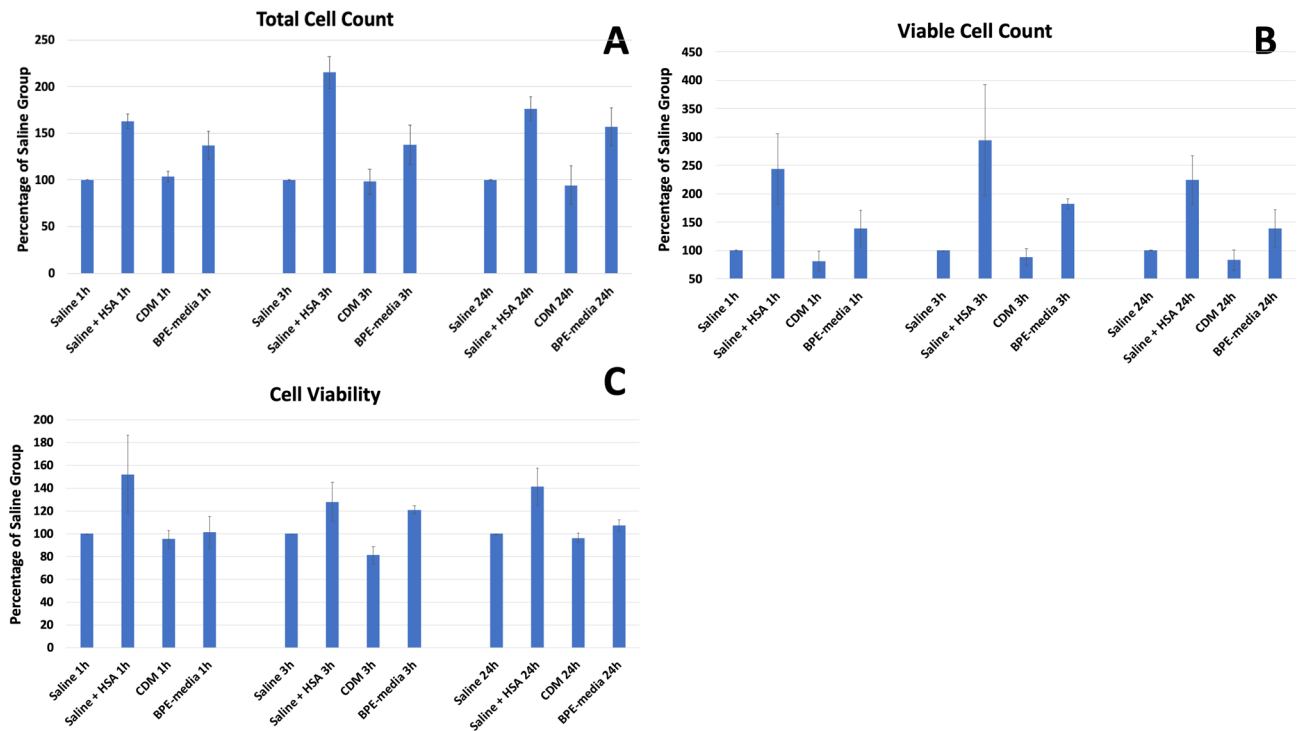 Total Cell Count
A
Percentage of Saline Group
250
200
150
100
50
0
Saline 1h
Saline + HSA 1h
CDM 1h
BPE-media 1h
Saline 3h
Saline + HSA 3h
CDM 3h
BPE-media 3h
Saline 24h
Saline + HSA 24h
CDM 24h
BPE-media 24h
Viable Cell Count
B
Percentage of Saline Group
450
400
350
300
250
200
150
100
50
Saline 1h
Saline + HSA 1h
CDM 1h
BPE-media 1h
Saline 3h
Saline + HSA 3h
CDM 3h
BPE-media 3h
Saline 24h
Saline + HSA 24h
CDM 24h
BPE-media 24h
Cell Viability
C
Percentage of Saline Group
200
180
160
140
120
100
80
60
40
20
0
Saline 1h
Saline + HSA 1h
CDM 1h
BPE-media 1h
Saline 3h
Saline + HSA 3h
CDM 3h
BPE-media 3h
Saline 24h
Saline + HSA 24h
CDM 24h
BPE-media 24h